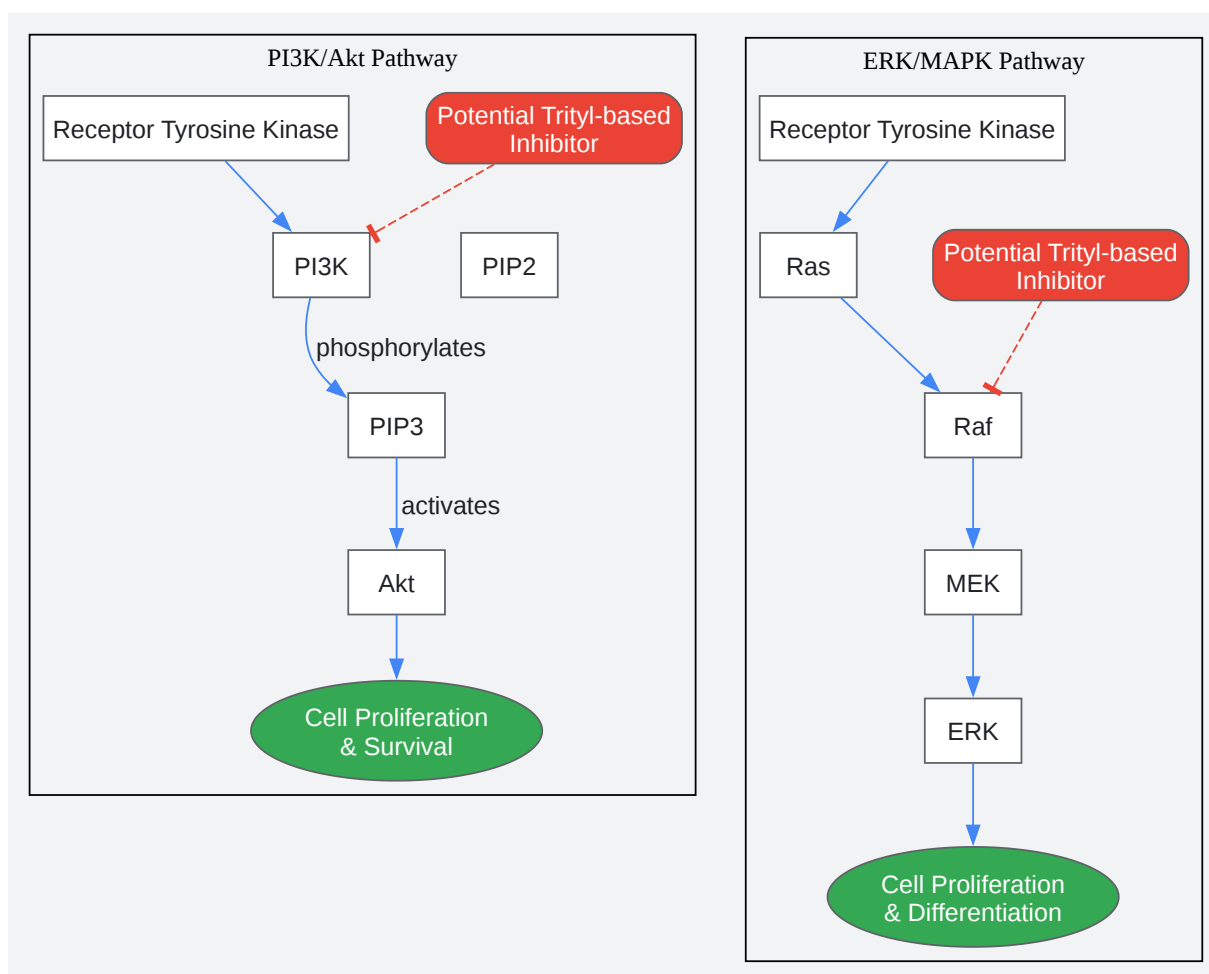 PI3K/Akt Pathway
Receptor Tyrosine Kinase
Potential Trityl-based
Inhibitor
PI3K
PIP2
phosphorylates
PIP3
activates
Akt
Cell Proliferation
& Survival
ERK/MAPK Pathway
Receptor Tyrosine Kinase
Ras
Potential Trityl-based
Inhibitor
Raf
MEK
ERK
Cell Proliferation
& Differentiation